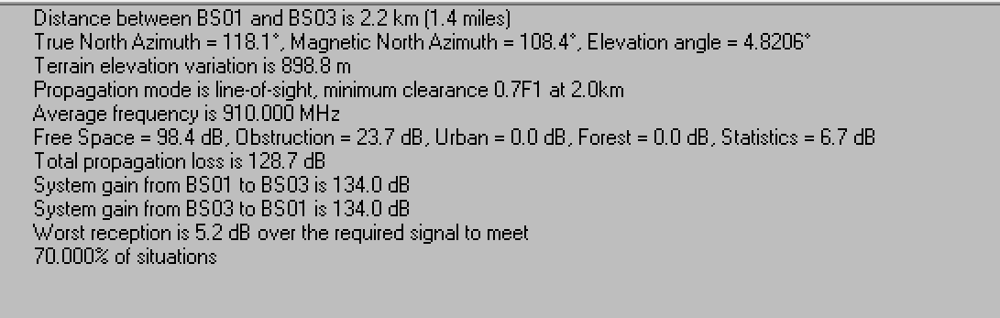 Distance between BS01 and BS03 is 2.2 km (1.4 miles)
True North Azimuth = 118.1°, Magnetic North Azimuth = 108.4°, Elevation angle = 4.8206°
Terrain elevation variation is 898.8 m
Propagation mode is line-of-sight, minimum clearance 0.7F1 at 2.0km
Average frequency is 910.000 MHz
Free Space = 98.4 dB, Obstruction = 23.7 dB, Urban = 0.0 dB, Forest = 0.0 dB, Statistics = 6.7 dB
Total propagation loss is 128.7 dB
System gain from BS01 to BS03 is 134.0 dB
System gain from BS03 to BS01 is 134.0 dB
Worst reception is 5.2 dB over the required signal to meet
70.000% of situations